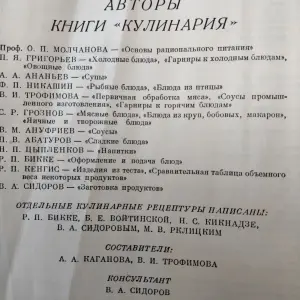 АВТОРЫ
КНИГИ «КУЛИНАРИЯ»
Проф. О. П. МОЛЧАНОВА — «Основы рационального питания»
П. Я. ГРИГОРЬЕВ — «Холодные блюда», «Гарниры к холодным блюдам»,
«Овощные блюда»
А. А. АНАНЬЕВ — «Супы»
Ф. П. НИКАШИН — «Рыбные блюда», «Блюда из птицы»
В. И. ТРОФИМОВА — «Первичная обработка мяса», «Соусы промыш-
ленного изготовления», «Гарниры к горячим блюдам»
С. Р. ГРОЗНОВ — «Мясные блюда», «Блюда из круп, бобовых, макарон»,
«Яичные и творожные блюда»
В. М. АНУФРИЕВ — «Соусы»
Л. В. АБАТУРОВ — «Сладкие блюда»
Н. П. ЦЫПЛЕНКОВ — «Напитки»
Р. П. БИККЕ — «Оформление и подача блюд»
Р. П. КЕНГИС — «Изделия из теста», «Сравнительная таблица объемного
веса некоторых продуктов»
В. А. СИДОРОВ — «Заготовка продуктов»
ОТДЕЛЬНЫЕ КУЛИНАРНЫЕ РЕЦЕПТУРЫ НАПИСАНЫ:
Р. П. БИККЕ, Б. Е. ВОЙТИНСКОЙ, Н. С. КИКНАДЗЕ,
В. А. СИДОРОВЫМ, М. В. РЕЛИЦКИМ
СОСТАВИТЕЛИ:
А. А. КАГАНОВА, В. И. ТРОФИМОВА
КОНСУЛЬТАНТ
В. А. СИДОРОВ